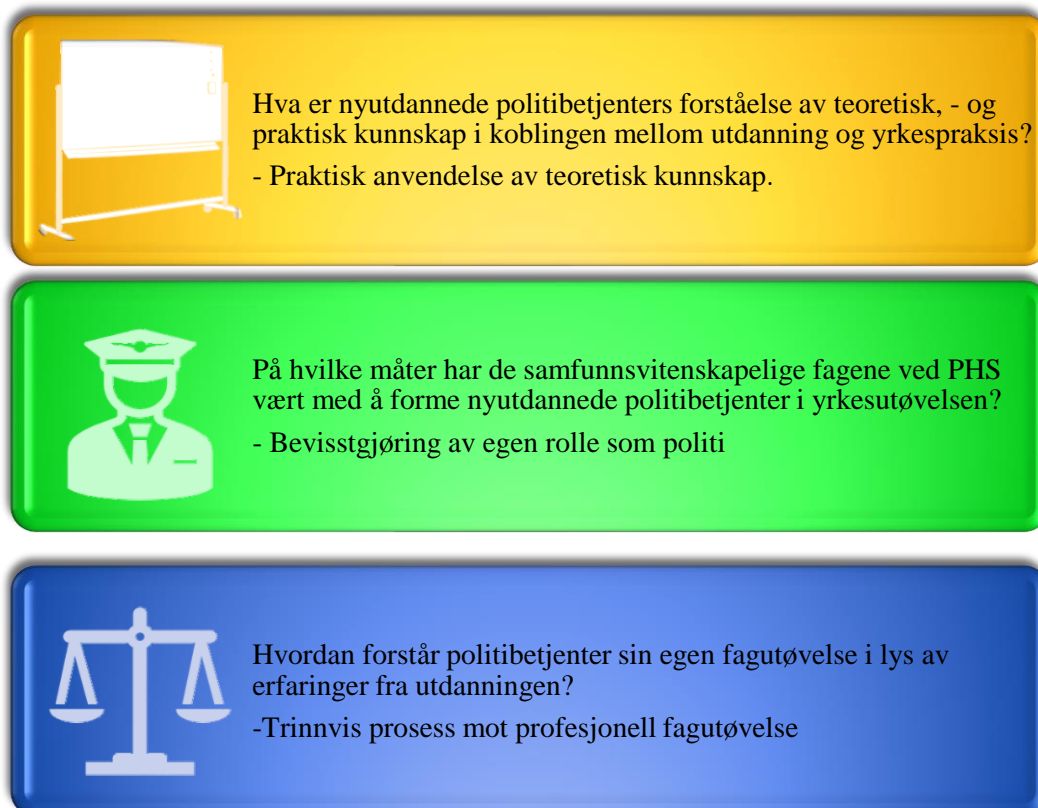 Hva er nyutdannede politibetjenters forståelse av teoretisk, - og
praktisk kunnskap i koblingen mellom utdanning og yrkespraksis?
- Praktisk anvendelse av teoretisk kunnskap.
På hvilke måter har de samfunnsvitenskapelige fagene ved PHS
vært med å forme nyutdannede politibetjenter i yrkesutøvelsen?
- Bevisstgjøring av egen rolle som politi
Hvordan forstår politibetjenter sin egen fagutøvelse i lys av
erfaringer fra utdanningen?
-Trinnvis prosess mot profesjonell fagutøvelse